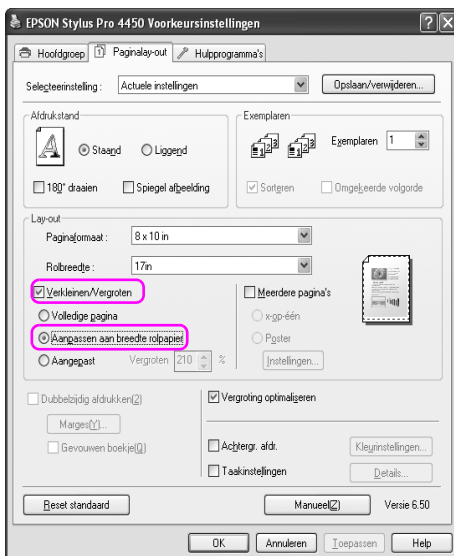 EPSON Stylus Pro 4450 Voorkeursinstellingen
Hoofdgroep Paginalay-out Hulpprogramma's
Selecteerinstelling : Actuele instellingen Opslaan/verwijderen...
Afdrukstand Exemplaren
Staand Liggend Exemplaren 1
180° draaien Spiegel afbeelding Sorteren Omgekeerde volgorde
Lay-out
Paginaformaat : 8 x 10 in
Rolbreedte : 17in
Verkleinen/Vergroten Meerdere pagina's
Volledige pagina x-op-één
Aanpassen aan breedte rolpapier Poster
Aangepast Vergroten 210 % Instellingen...
Dubbelzijdig afdrukken(2) Vergroting optimaliseren
Marges(Y)...
Gevouwen boekje(Q) Achtergr. afdr. Kleurinstellingen...
Taakinstellingen Details...
Reset standaard Manueel(Z) Versie 6.50
OK Annuleren Toepassen Help